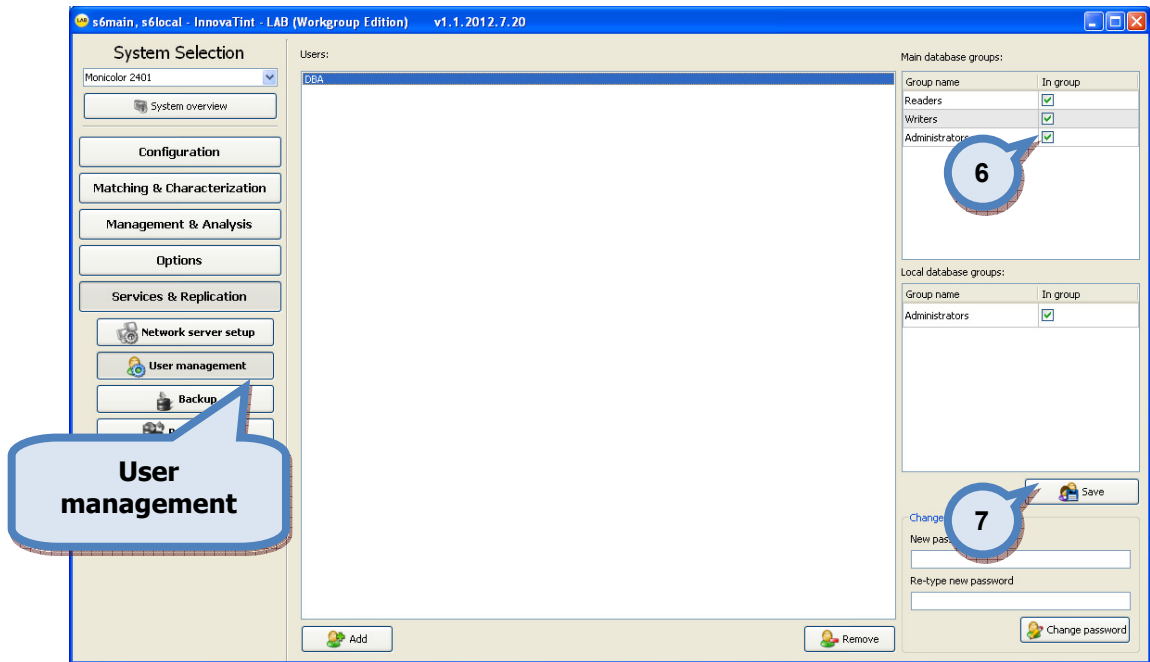 s6main, s6local - InnovaTint - LAB (Workgroup Edition) v1.1.2012.7.20
System Selection
Monicolor 2401
System overview
Configuration
Matching & Characterization
Management & Analysis
Options
Services & Replication
Network server setup
User management
Backup
User
management
Users:
DBA
Add
Remove
Main database groups:
Group name In group
Readers
Writers
Administrators
6
Local database groups:
Group name In group
Administrators
Save
7
Change
New
Re-type new password
Change password